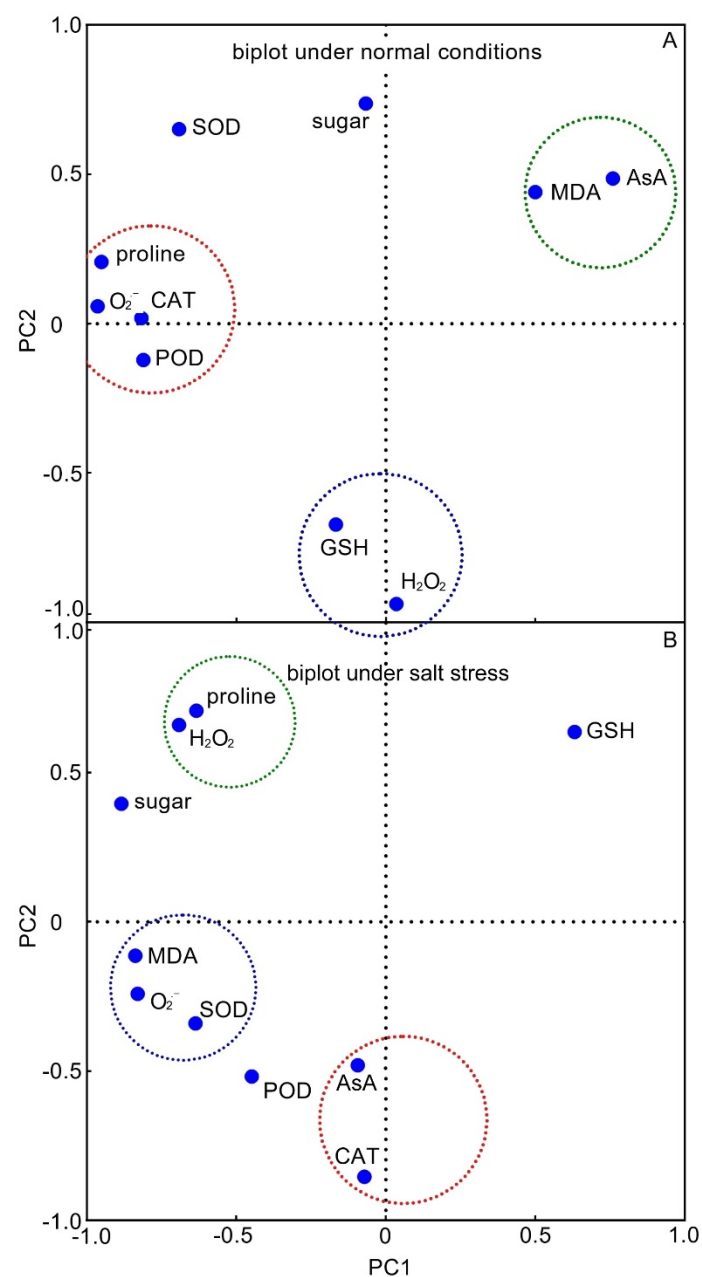 1.0
A
biplot under normal conditions
sugar
SOD
0.5
MDA AsA
proline
O₂·⁻ CAT
0
PC2
POD
-0.5
GSH
H₂O₂
-1.0
1.0
B
biplot under salt stress
proline
H₂O₂
GSH
0.5
sugar
0
PC2
MDA
O₂·⁻ SOD
-0.5
POD
AsA
CAT
-1.0
-1.0 -0.5 0 0.5 1.0
PC1